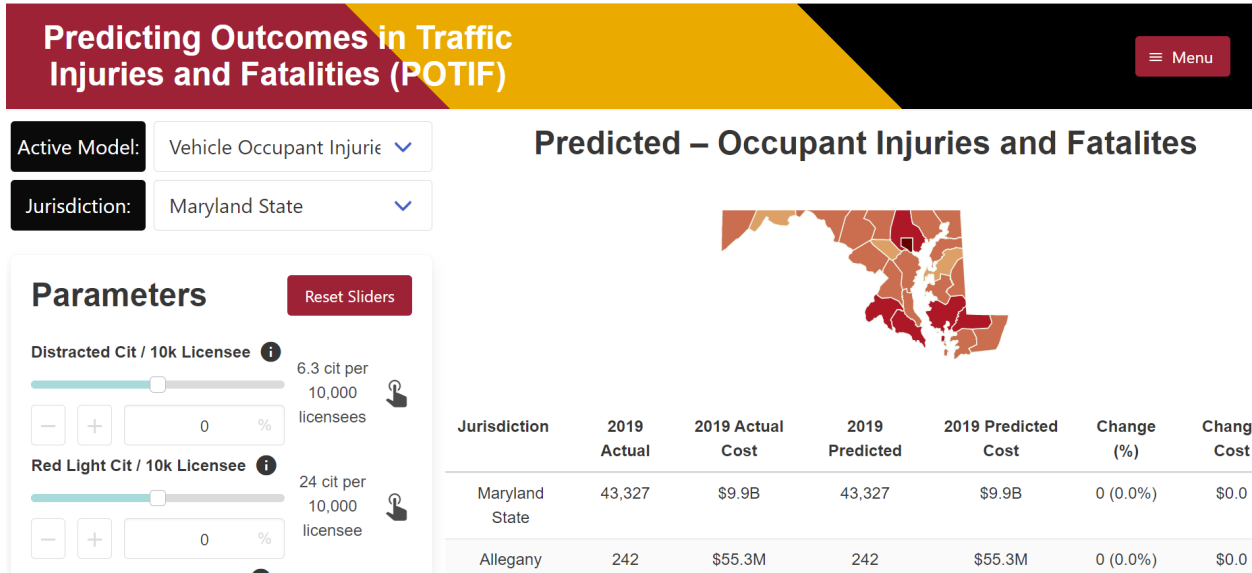 Predicting Outcomes in Traffic
Injuries and Fatalities (POTIF)
≡ Menu
Active Model:
Vehicle Occupant Injurie
Jurisdiction:
Maryland State
Parameters
Reset Sliders
Distracted Cit / 10k Licensee
6.3 cit per
10,000
licensees
− + 0 %
Red Light Cit / 10k Licensee
24 cit per
10,000
licensee
− + 0 %
Predicted – Occupant Injuries and Fatalites
Jurisdiction 2019 Actual 2019 Actual Cost 2019 Predicted 2019 Predicted Cost Change (%) Chang Cost
Maryland State 43,327 $9.9B 43,327 $9.9B 0 (0.0%) $0.0
Allegany 242 $55.3M 242 $55.3M 0 (0.0%) $0.0